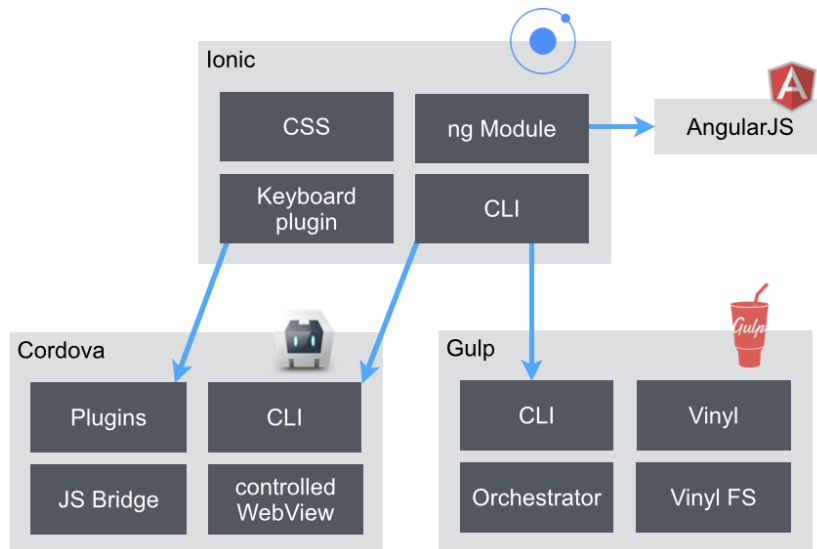 Ionic
CSS
ng Module
AngularJS
Keyboard
plugin
CLI
Cordova
Gulp
Gulp
Plugins
CLI
CLI
Vinyl
JS Bridge
controlled
WebView
Orchestrator
Vinyl FS
A